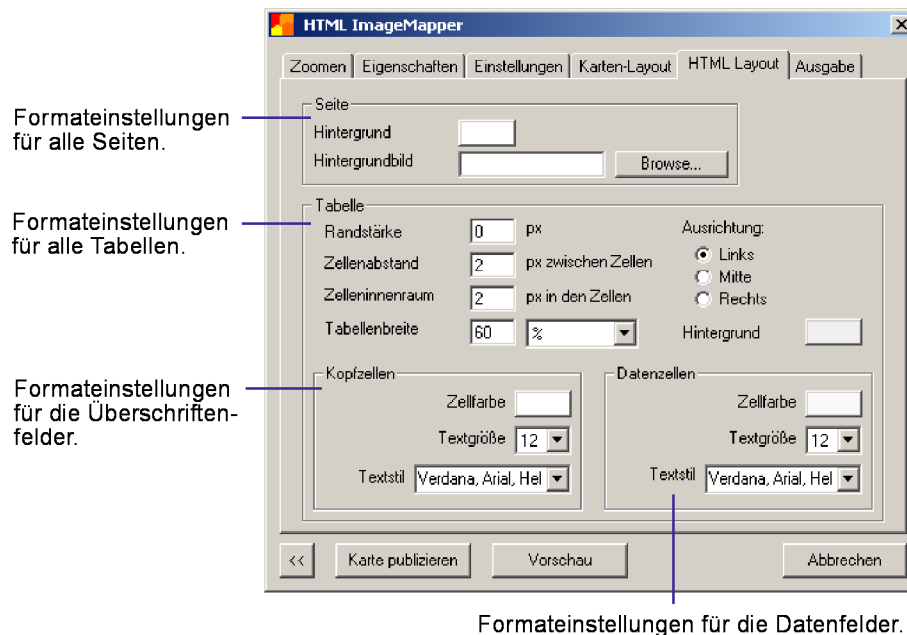 HTML ImageMapper
Zoomen Eigenschaften Einstellungen Karten-Layout HTML Layout Ausgabe
Formateinstellungen
für alle Seiten.
Seite
Hintergrund
Hintergrundbild Browse...
Formateinstellungen
für alle Tabellen.
Tabelle
Randstärke 0 px
Zellenabstand 2 px zwischen Zellen
Zelleninnenraum 2 px in den Zellen
Tabellenbreite 60 %
Ausrichtung:
Links
Mitte
Rechts
Hintergrund
Formateinstellungen
für die Überschriften-
felder.
Kopfzellen
Zellfarbe
Textgröße 12
Textstil Verdana, Arial, Hel
Datenzellen
Zellfarbe
Textgröße 12
Textstil Verdana, Arial, Hel
<< Karte publizieren Vorschau Abbrechen
Formateinstellungen für die Datenfelder.